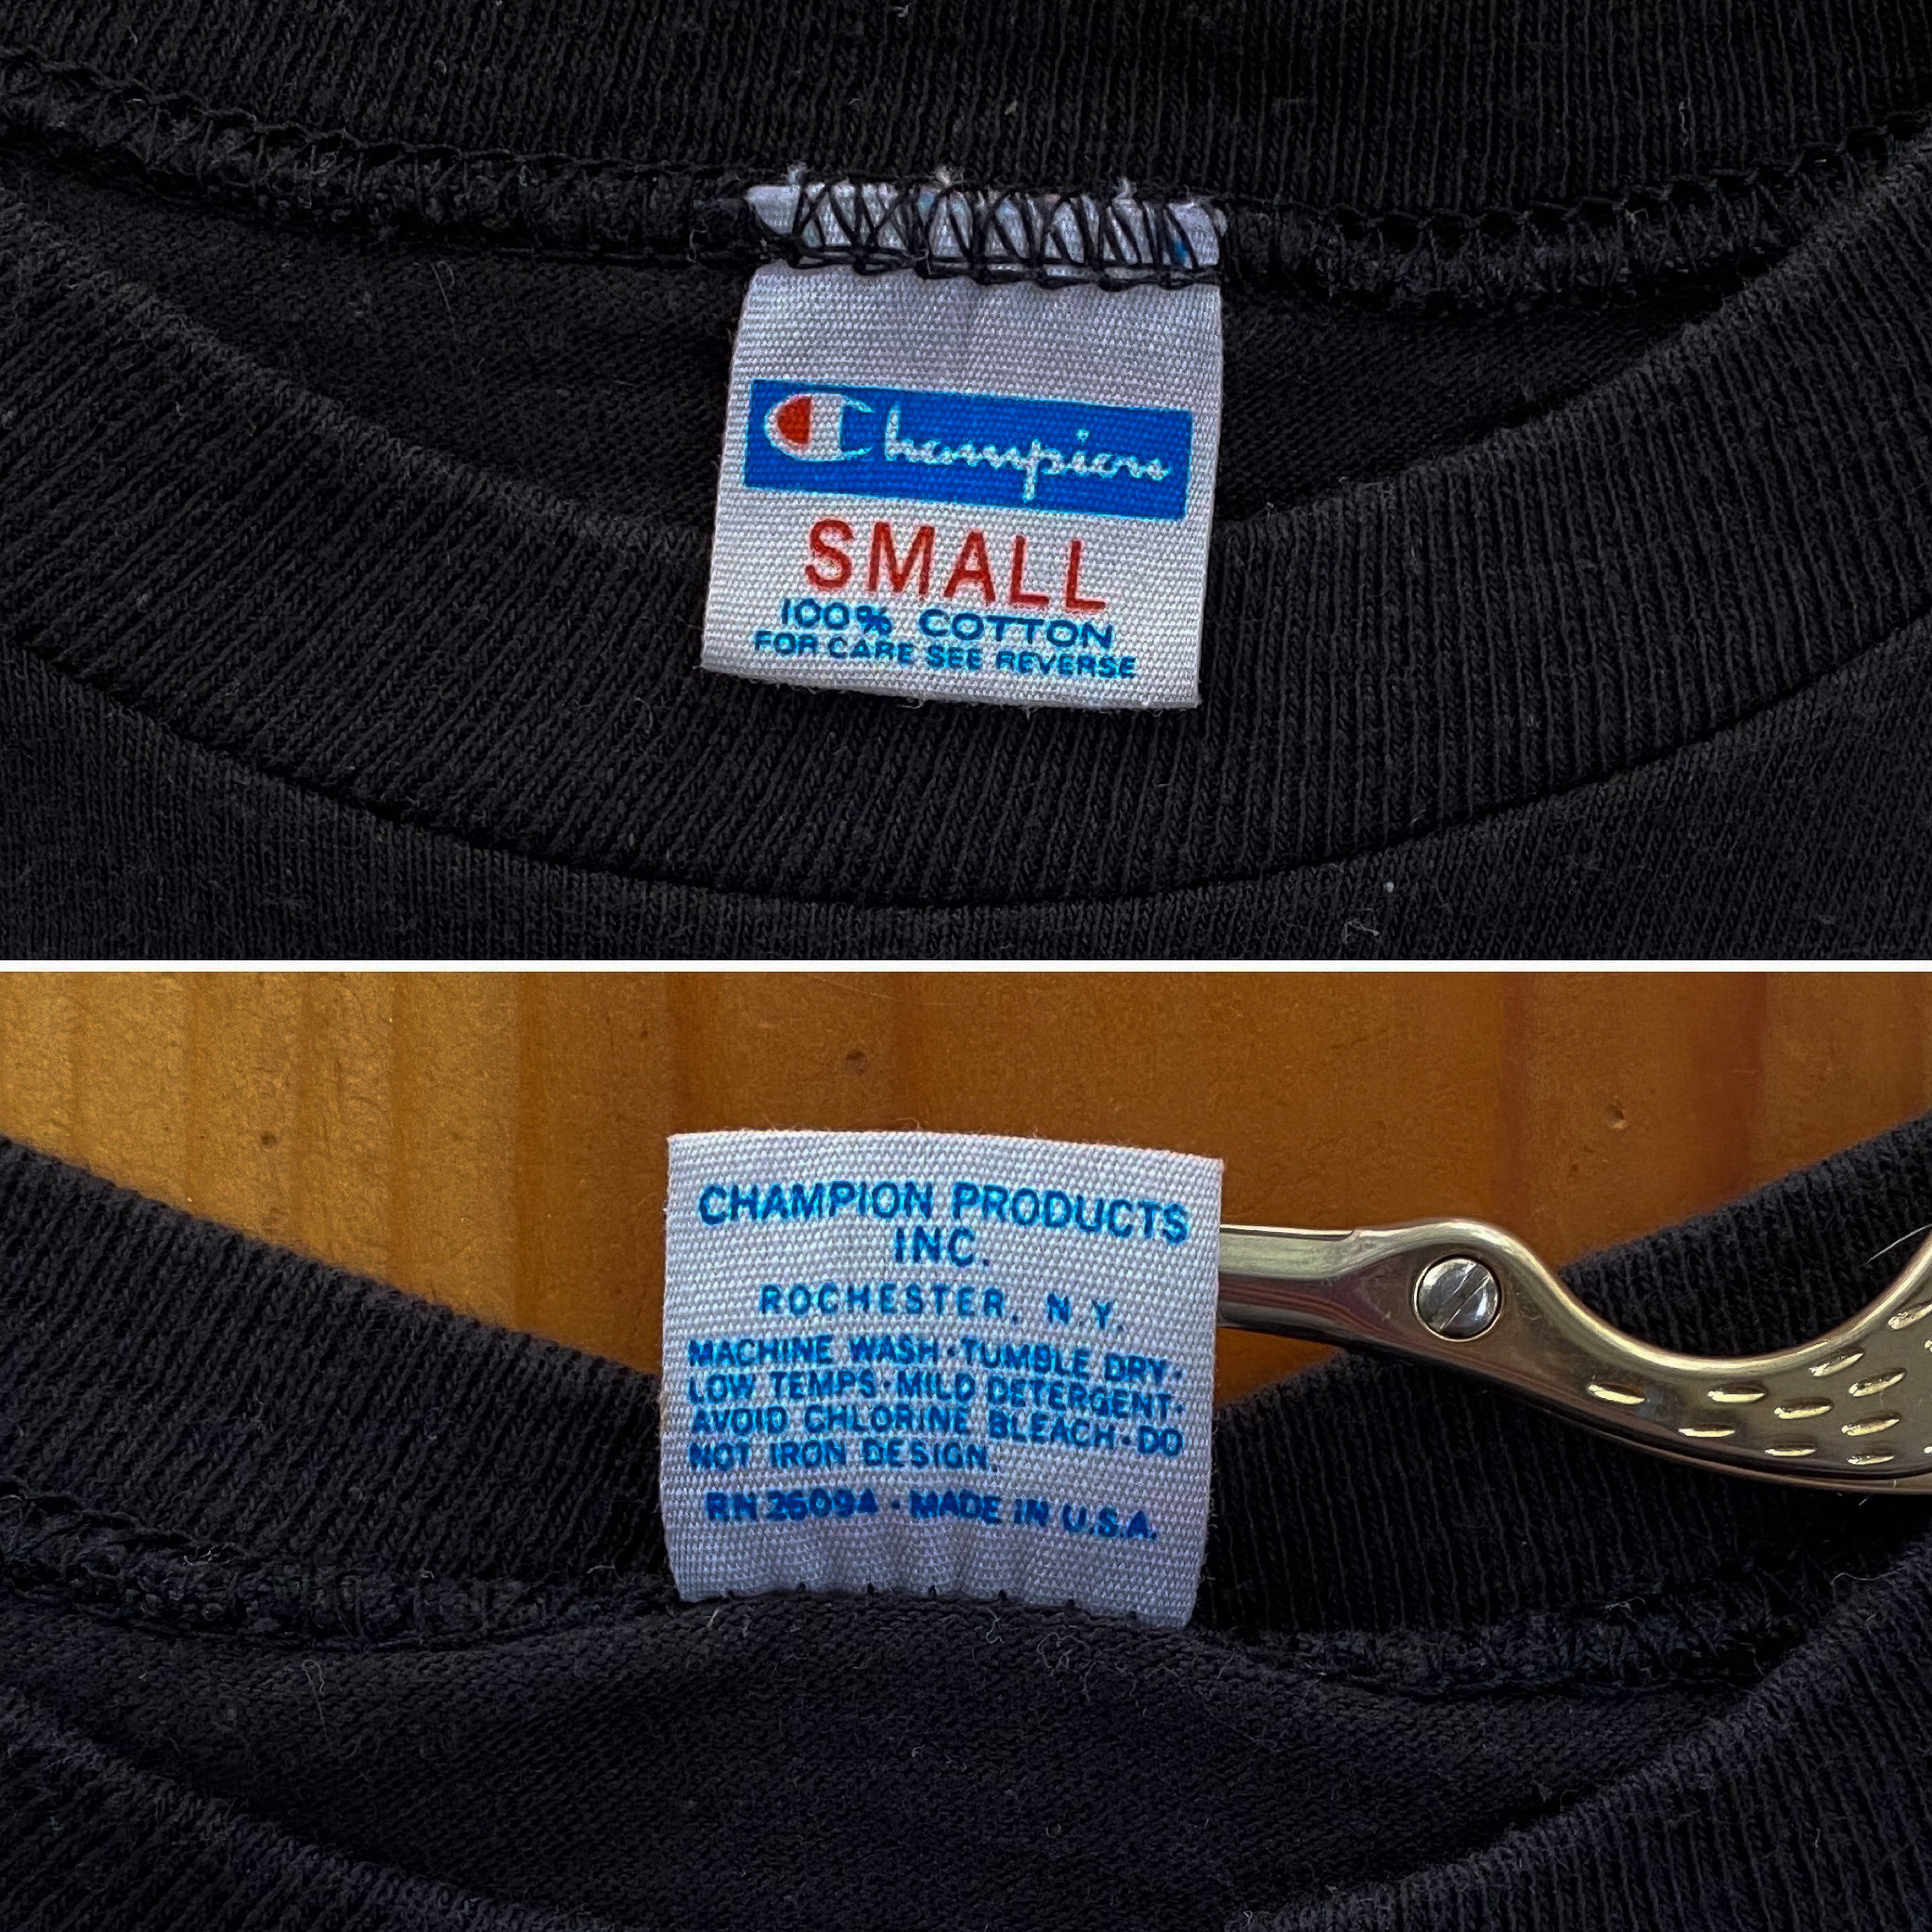 Champion
SMALL
100% COTTON
FOR CARE SEE REVERSE
CHAMPION PRODUCTS
INC.
ROCHESTER, N.Y.
MACHINE WASH·TUMBLE DRY·
LOW TEMPS·MILD DETERGENT·
AVOID CHLORINE BLEACH·DO
NOT IRON DESIGN.
RN 26094 · MADE IN U.S.A.